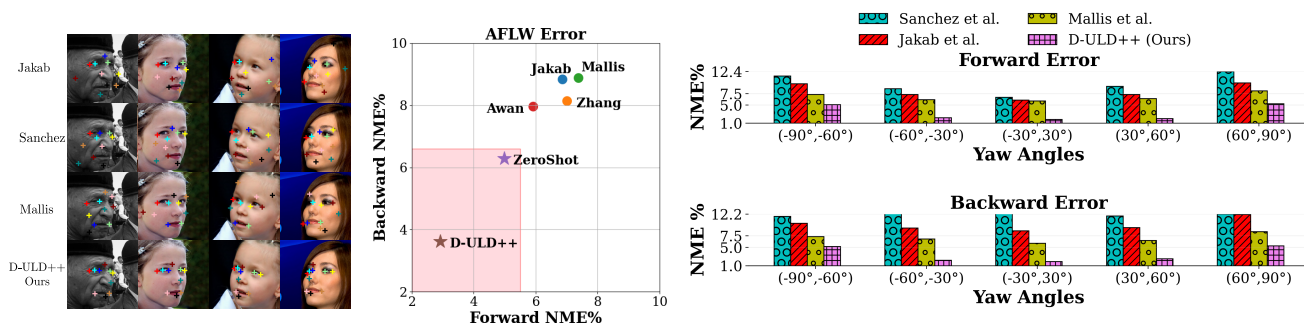 Jakab
Sanchez
Mallis
D-ULD++
Ours
AFLW Error
Backward NME%
10
8
6
4
2
Jakab
Mallis
Awan
Zhang
ZeroShot
D-ULD++
2 4 6 8 10
Forward NME%
Sanchez et al.
Mallis et al.
Jakab et al.
D-ULD++ (Ours)
Forward Error
NME%
12.4
7.5
5.0
1.0
(-90°,-60°) (-60°,-30°) (-30°,30°) (30°,60°) (60°,90°)
Yaw Angles
Backward Error
NME %
12.2
7.5
5.0
1.0
(-90°,-60°) (-60°,-30°) (-30°,30°) (30°,60°) (60°,90°)
Yaw Angles